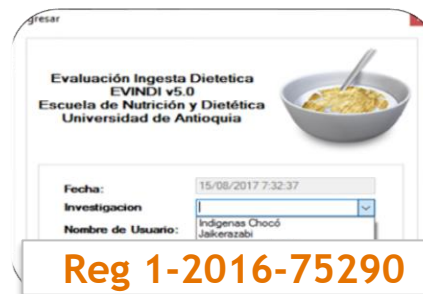 gresar
Evaluación Ingesta Dietetica
EVINDI v5.0
Escuela de Nutrición y Dietética
Universidad de Antioquia
Fecha: 15/08/2017 7:32:37
Investigacion
Indigenas Chocó
Nombre de Usuario: Jaikerazabi
Reg 1-2016-75290